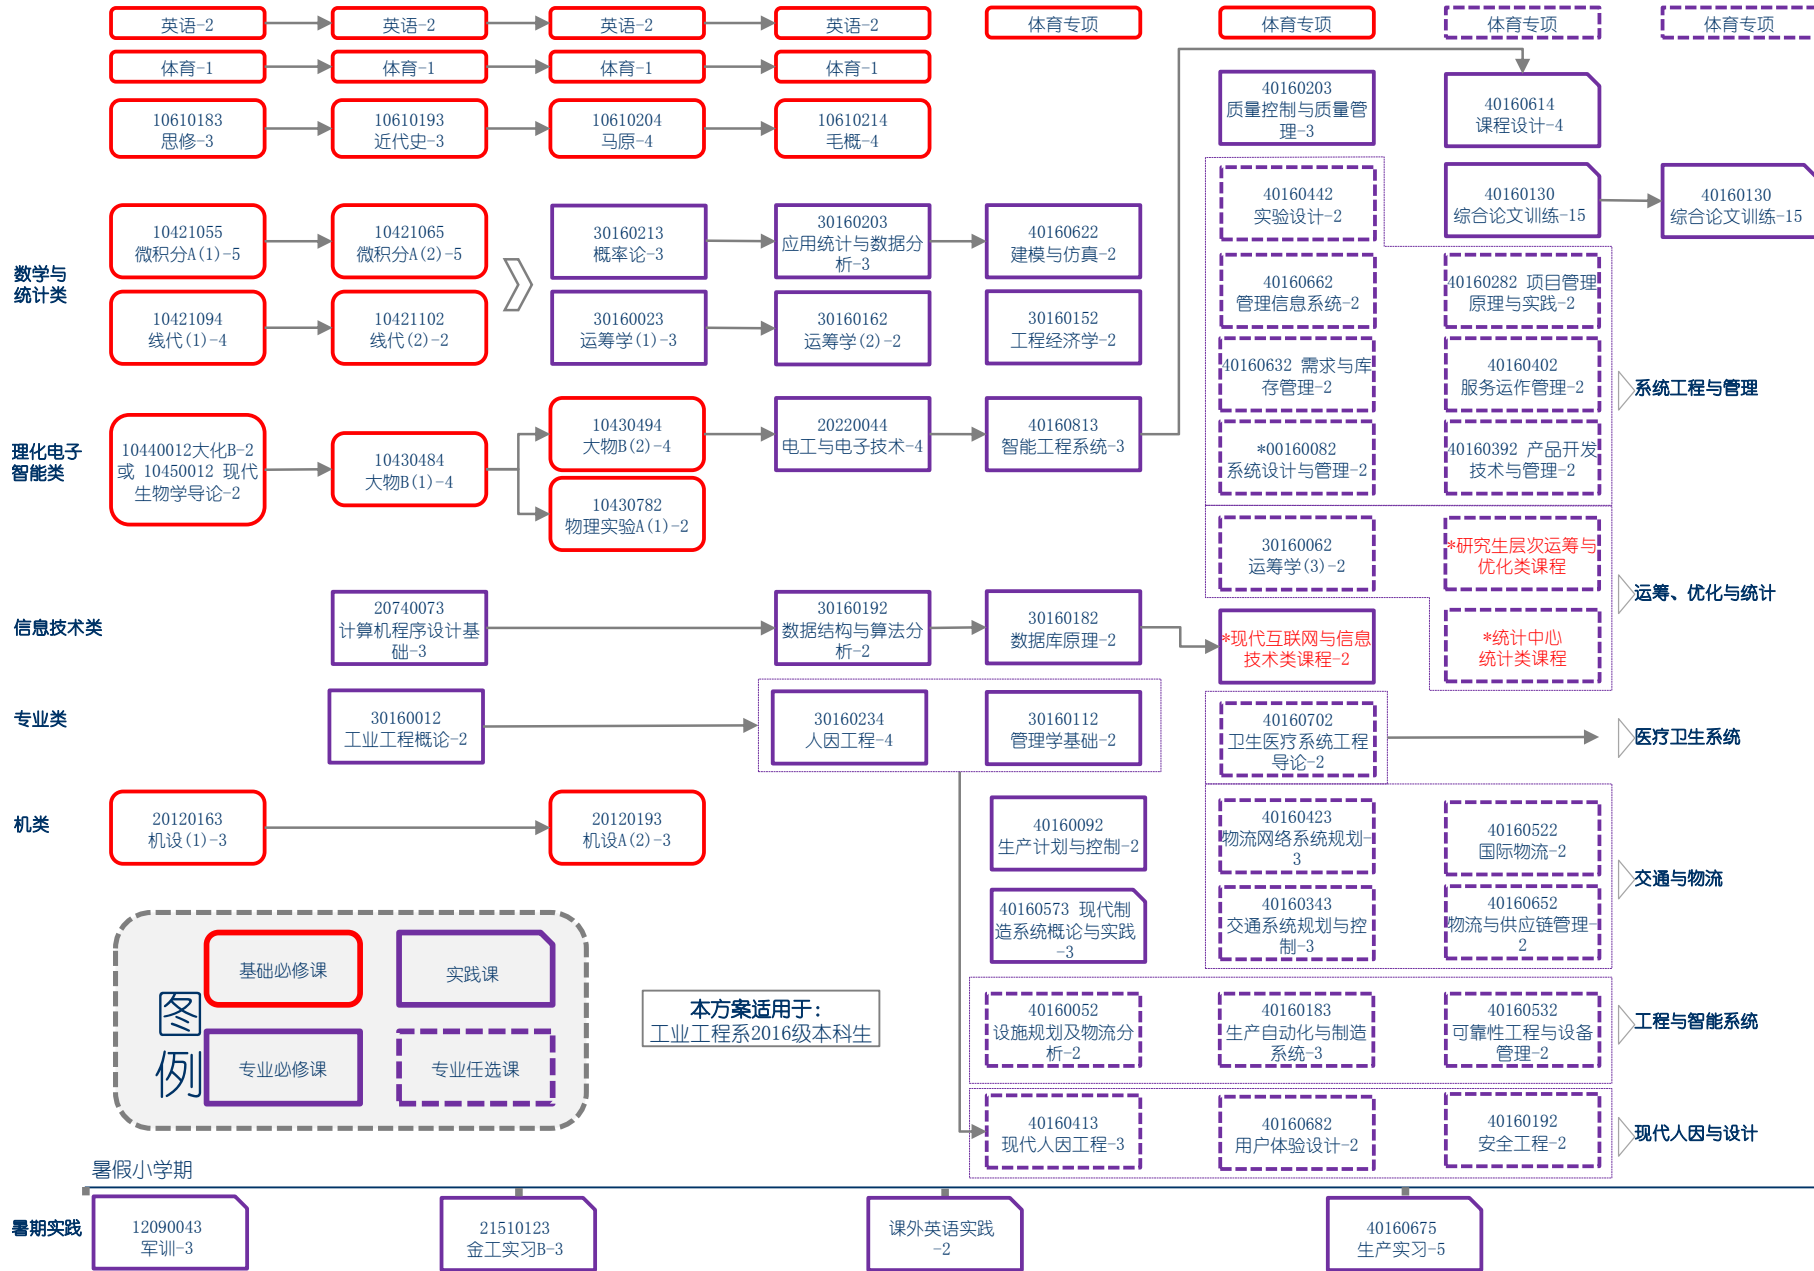 英语-2
英语-2
英语-2
英语-2
体育专项
体育专项
体育专项
体育专项
体育-1
体育-1
体育-1
体育-1
10610183
思修-3
10610193
近代史-3
10610204
马原-4
10610214
毛概-4
40160203
质量控制与质量管
理-3
40160614
课程设计-4
数学与
统计类
10421055
微积分A(1)-5
10421065
微积分A(2)-5
30160213
概率论-3
30160203
应用统计与数据分
析-3
40160622
建模与仿真-2
40160442
实验设计-2
40160130
综合论文训练-15
40160130
综合论文训练-15
10421094
线代(1)-4
10421102
线代(2)-2
30160023
运筹学(1)-3
30160162
运筹学(2)-2
30160152
工程经济学-2
40160662
管理信息系统-2
40160282 项目管理
原理与实践-2
40160632 需求与库
存管理-2
40160402
服务运作管理-2
系统工程与管理
理化电子
智能类
10440012大化B-2
或 10450012 现代
生物学导论-2
10430484
大物B(1)-4
10430494
大物B(2)-4
20220044
电工与电子技术-4
40160813
智能工程系统-3
*00160082
系统设计与管理-2
40160392 产品开发
技术与管理-2
10430782
物理实验A(1)-2
30160062
运筹学(3)-2
*研究生层次运筹与
优化类课程
运筹、优化与统计
信息技术类
20740073
计算机程序设计基
础-3
30160192
数据结构与算法分
析-2
30160182
数据库原理-2
*现代互联网与信息
技术类课程-2
*统计中心
统计类课程
专业类
30160012
工业工程概论-2
30160234
人因工程-4
30160112
管理学基础-2
40160702
卫生医疗系统工程
导论-2
医疗卫生系统
机类
20120163
机设(1)-3
20120193
机设A(2)-3
40160092
生产计划与控制-2
40160423
物流网络系统规划-
3
40160522
国际物流-2
交通与物流
40160573 现代制
造系统概论与实践
-3
40160343
交通系统规划与控
制-3
40160652
物流与供应链管理-
2
图
例
基础必修课
实践课
专业必修课
专业任选课
本方案适用于：
工业工程系2016级本科生
40160052
设施规划及物流分
析-2
40160183
生产自动化与制造
系统-3
40160532
可靠性工程与设备
管理-2
工程与智能系统
40160413
现代人因工程-3
40160682
用户体验设计-2
40160192
安全工程-2
现代人因与设计
暑假小学期
暑期实践
12090043
军训-3
21510123
金工实习B-3
课外英语实践
-2
40160675
生产实习-5